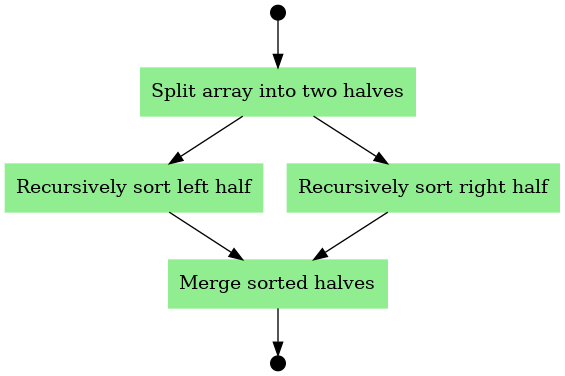 Split array into two halves
Recursively sort left half
Recursively sort right half
Merge sorted halves